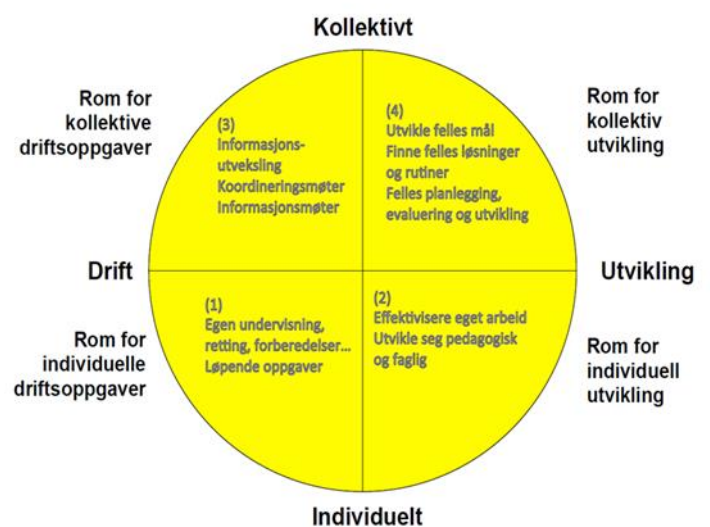 Kollektivt
Rom for
kollektive
driftsoppgaver
(3)
Informasjons-
utveksling
Koordineringsmøter
Informasjonsmøter
(4)
Utvikle felles mål
Finne felles løsninger
og rutiner
Felles planlegging,
evaluering og utvikling
Rom for
kollektiv
utvikling
Drift
Utvikling
Rom for
individuelle
driftsoppgaver
(1)
Egen undervisning,
retting, forberedelser...
Løpende oppgaver
(2)
Effektivisere eget arbeid
Utvikle seg pedagogisk
og faglig
Rom for
individuell
utvikling
Individuelt